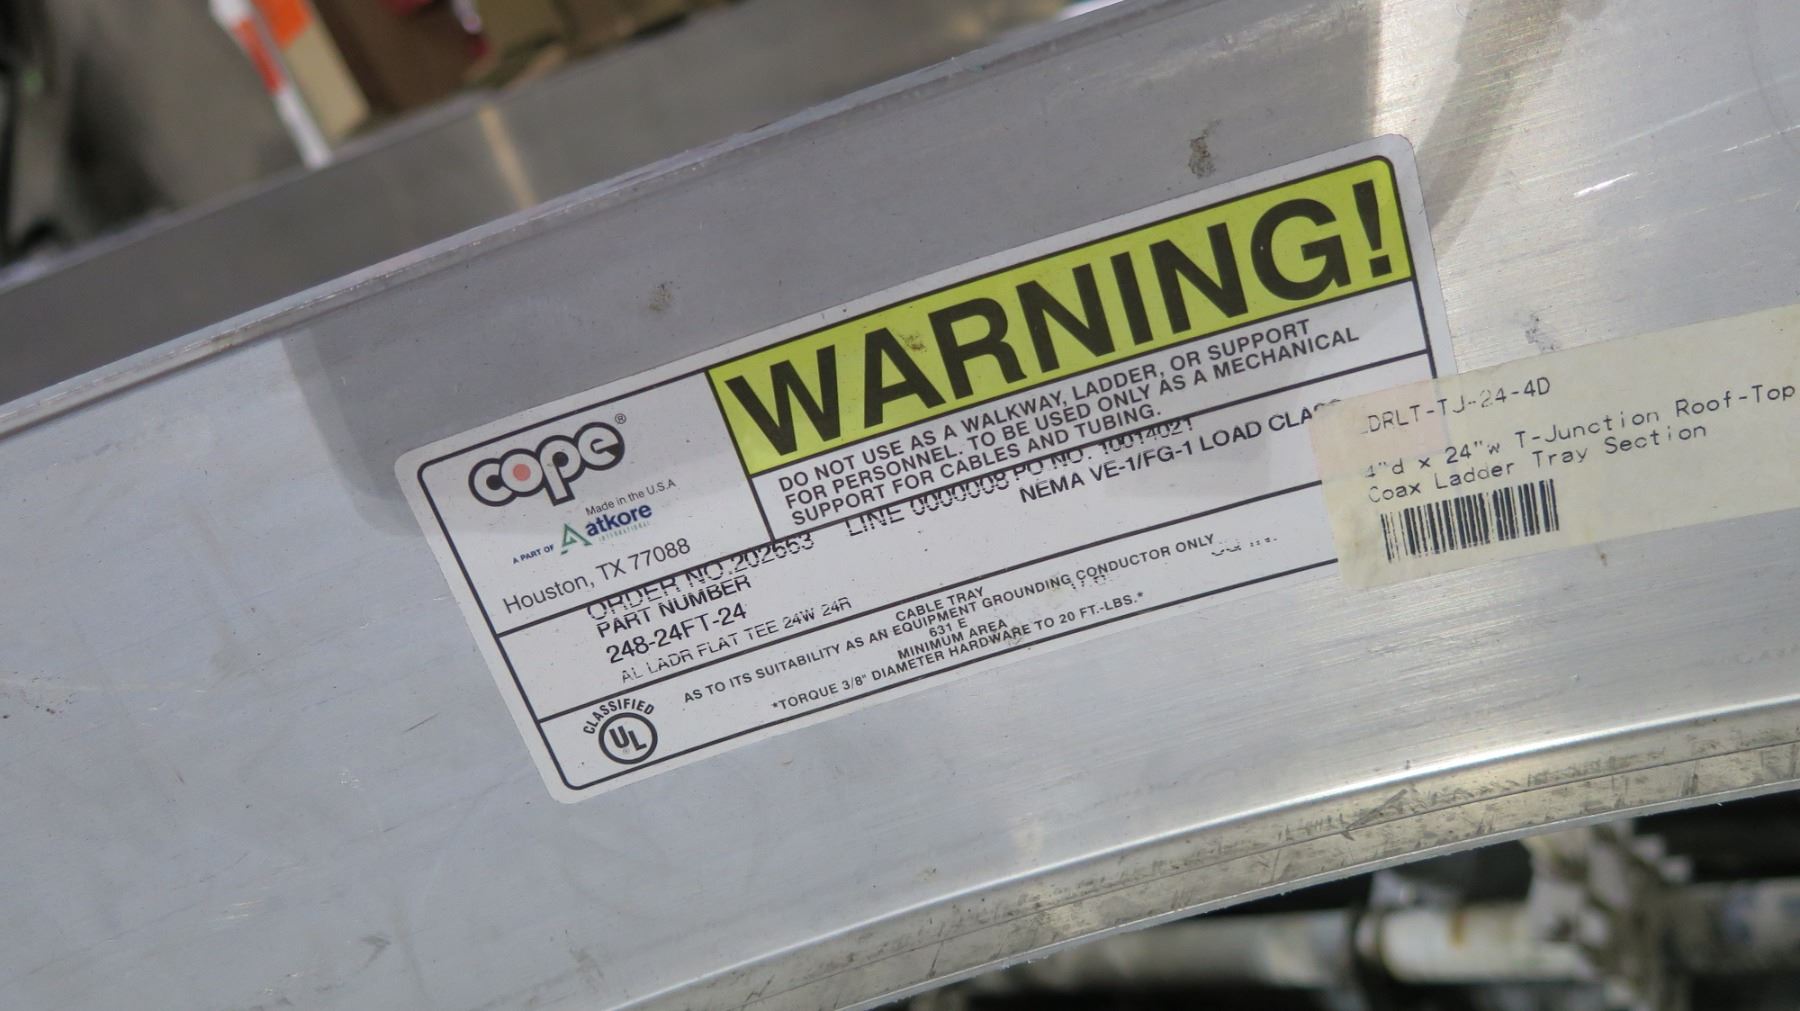 WARNING!
DO NOT USE AS A WALKWAY, LADDER, OR SUPPORT
FOR PERSONNEL. TO BE USED ONLY AS A MECHANICAL
SUPPORT FOR CABLES AND TUBING.
cope®
Made in the U.S.A
A PART OF atkore
INTERNATIONAL
Houston, TX 77088
ORDER NO.202663 LINE 0000008 PO NO. 10014021
PART NUMBER NEMA VE-1/FG-1 LOAD CLASS
248-24FT-24
AL LADR FLAT TEE 24W 24R
CLASSIFIED
UL
CABLE TRAY
AS TO ITS SUITABILITY AS AN EQUIPMENT GROUNDING CONDUCTOR ONLY
631 E
MINIMUM AREA SQ IN.
*TORQUE 3/8" DIAMETER HARDWARE TO 20 FT.-LBS.*
DRLT-TJ-24-4D
4"d x 24"w T-Junction Roof-Top
Coax Ladder Tray Section